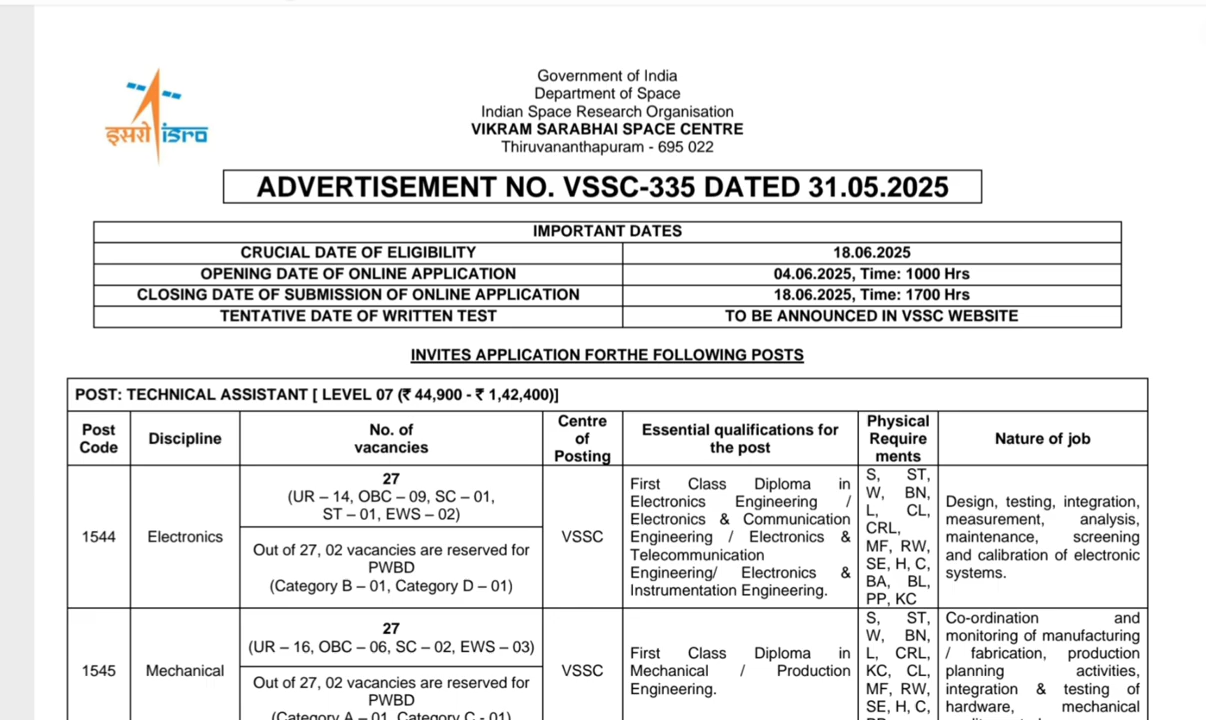 इसरो isro
Government of India
Department of Space
Indian Space Research Organisation
VIKRAM SARABHAI SPACE CENTRE
Thiruvananthapuram - 695 022
ADVERTISEMENT NO. VSSC-335 DATED 31.05.2025
IMPORTANT DATES
CRUCIAL DATE OF ELIGIBILITY 18.06.2025
OPENING DATE OF ONLINE APPLICATION 04.06.2025, Time: 1000 Hrs
CLOSING DATE OF SUBMISSION OF ONLINE APPLICATION 18.06.2025, Time: 1700 Hrs
TENTATIVE DATE OF WRITTEN TEST TO BE ANNOUNCED IN VSSC WEBSITE
INVITES APPLICATION FORTHE FOLLOWING POSTS
POST: TECHNICAL ASSISTANT [ LEVEL 07 (₹ 44,900 - ₹ 1,42,400)]
Post
Code
Discipline
No. of
vacancies
Centre
of
Posting
Essential qualifications for
the post
Physical
Require
ments
Nature of job
1544
Electronics
27
(UR – 14, OBC – 09, SC – 01,
ST – 01, EWS – 02)
Out of 27, 02 vacancies are reserved for
PWBD
(Category B – 01, Category D – 01)
VSSC
First Class Diploma in
Electronics Engineering /
Electronics & Communication
Engineering / Electronics &
Telecommunication
Engineering/ Electronics &
Instrumentation Engineering.
S, ST,
W, BN,
L, CL,
CRL,
MF, RW,
SE, H, C,
BA, BL,
PP, KC
Design, testing, integration,
measurement, analysis,
maintenance, screening
and calibration of electronic
systems.
1545
Mechanical
27
(UR – 16, OBC – 06, SC – 02, EWS – 03)
Out of 27, 02 vacancies are reserved for
PWBD
(Category A – 01, Category C - 01)
VSSC
First Class Diploma in
Mechanical / Production
Engineering.
S, ST,
W, BN,
L, CRL,
KC, CL,
MF, RW,
SE, H, C,
Co-ordination and
monitoring of manufacturing
/ fabrication, production
planning activities,
integration & testing of
hardware, mechanical